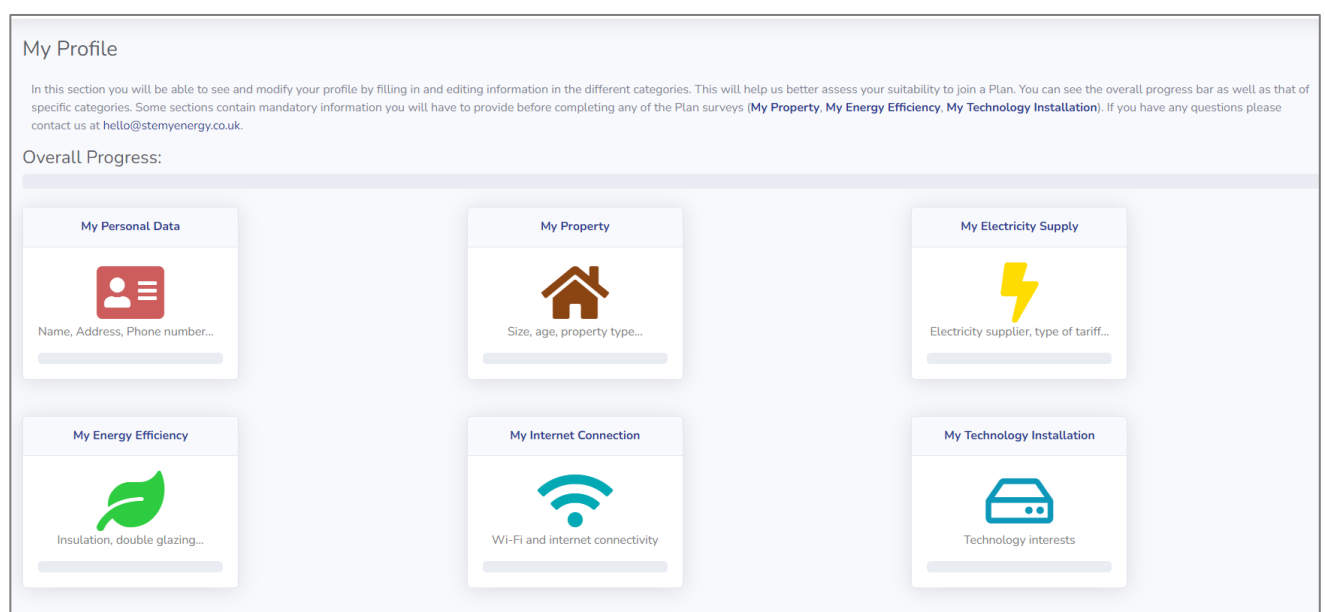 My Profile
In this section you will be able to see and modify your profile by filling in and editing information in the different categories. This will help us better assess your suitability to join a Plan. You can see the overall progress bar as well as that of
specific categories. Some sections contain mandatory information you will have to provide before completing any of the Plan surveys (My Property, My Energy Efficiency, My Technology Installation). If you have any questions please
contact us at hello@stemyenergy.co.uk.
Overall Progress:
My Personal Data
Name, Address, Phone number...
My Property
Size, age, property type...
My Electricity Supply
Electricity supplier, type of tariff...
My Energy Efficiency
Insulation, double glazing...
My Internet Connection
Wi-Fi and internet connectivity
My Technology Installation
Technology interests